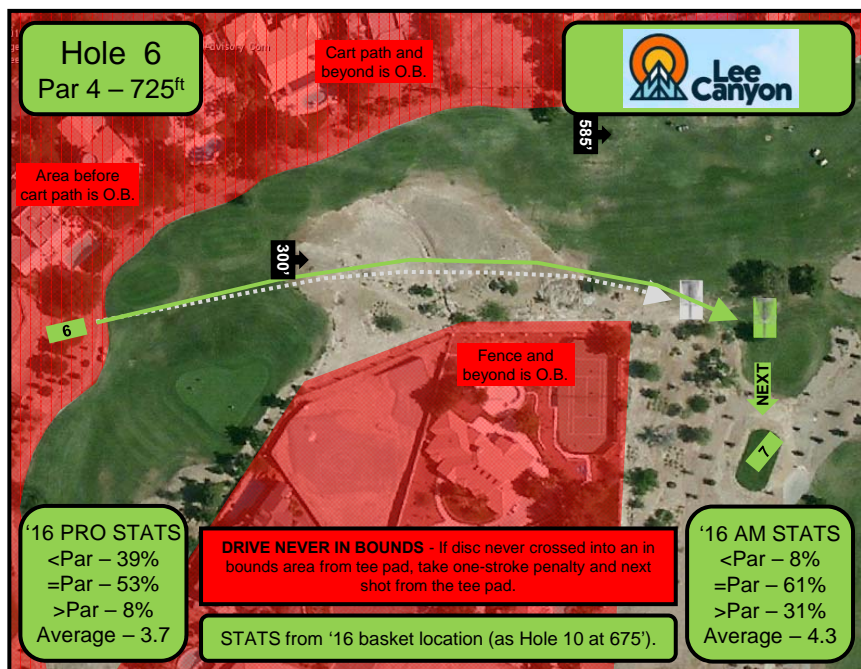 Hole 6
Par 4 – 725ft
Advisory Com
Cart path and
beyond is O.B.
Lee
Canyon
Area before
cart path is O.B.
585'
300'
6
Fence and
beyond is O.B.
NEXT
7
'16 PRO STATS
<Par – 39%
=Par – 53%
>Par – 8%
Average – 3.7
DRIVE NEVER IN BOUNDS - If disc never crossed into an in
bounds area from tee pad, take one-stroke penalty and next
shot from the tee pad.
STATS from '16 basket location (as Hole 10 at 675').
'16 AM STATS
<Par – 8%
=Par – 61%
>Par – 31%
Average – 4.3